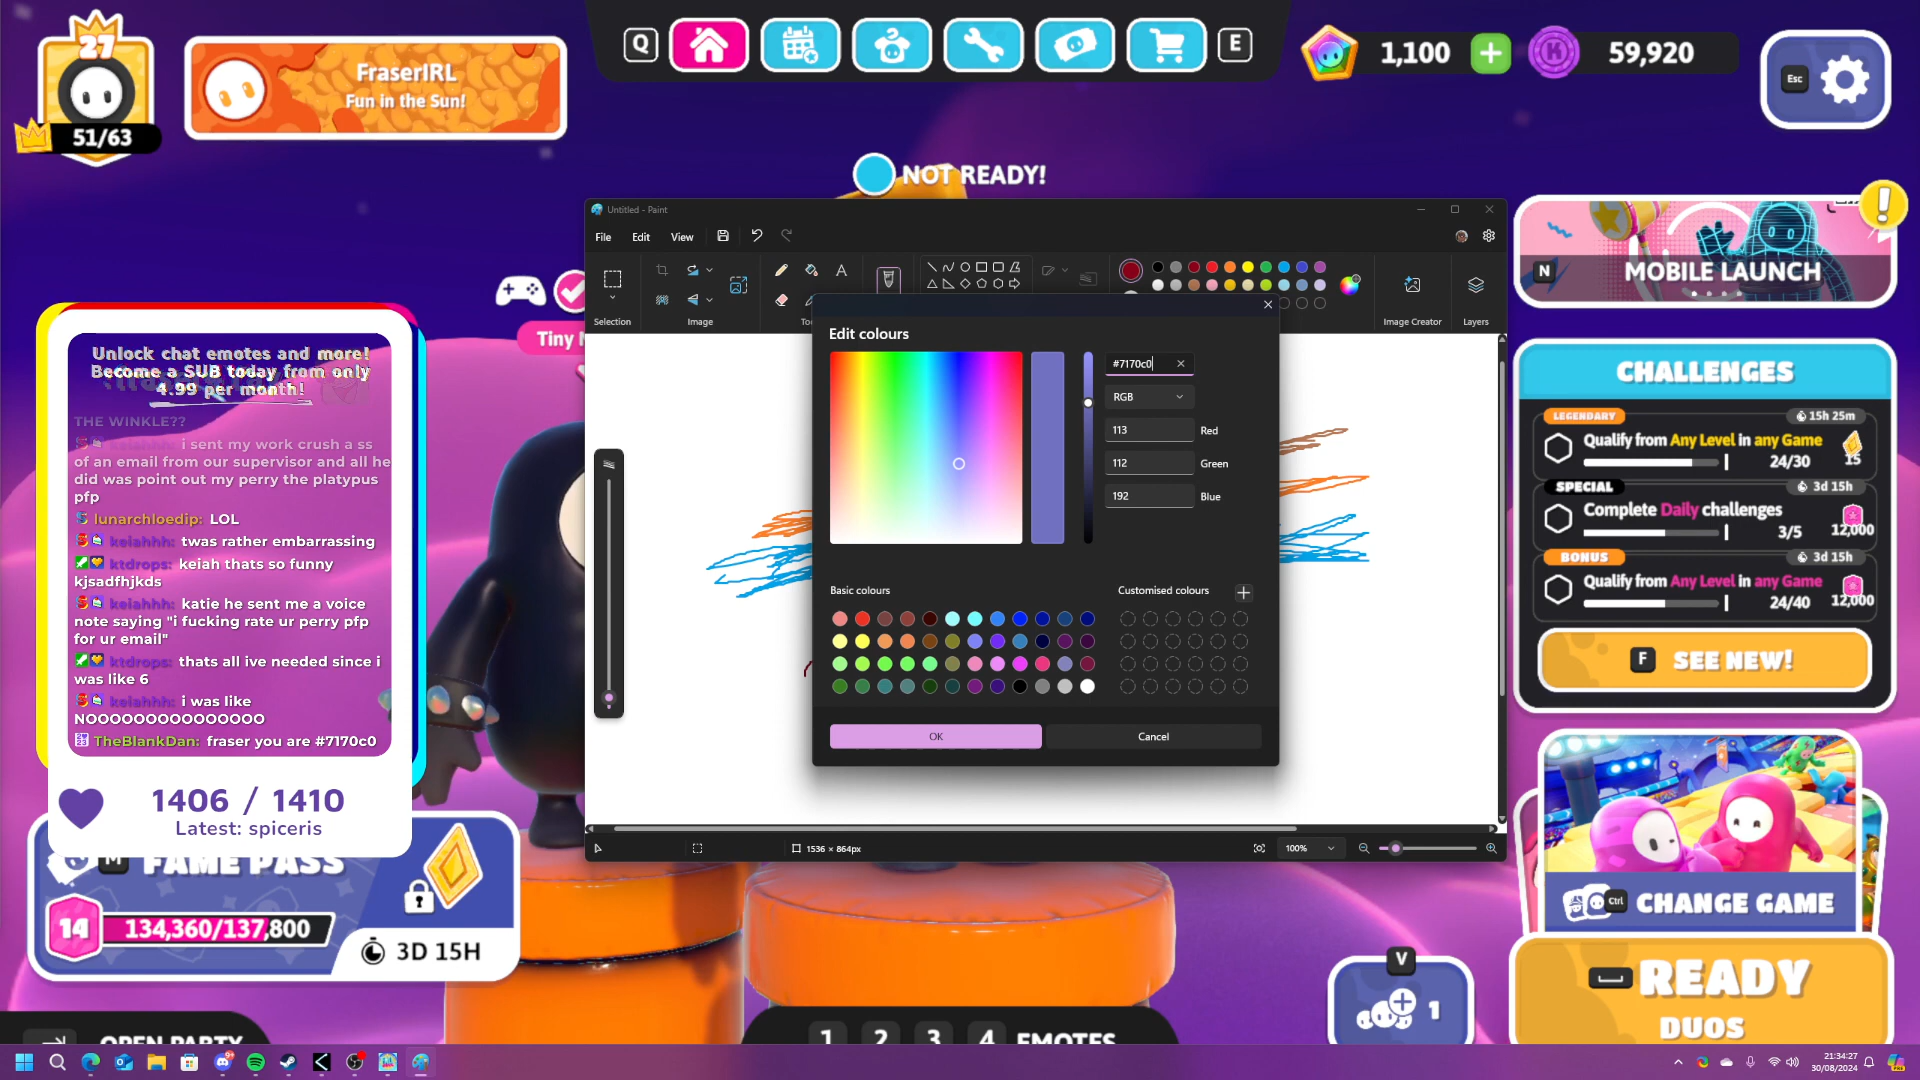 27
51/63
FraserIRL
Fun in the Sun!
Q
E
1,100
59,920
Esc
NOT READY!
Untitled - Paint
File
Edit
View
Selection
Image
Image Creator
Layers
Tiny
N
MOBILE LAUNCH
Edit colours
#7170c0
RGB
113
Red
112
Green
192
Blue
Basic colours
Customised colours
OK
Cancel
1536 × 864px
100%
Unlock chat emotes and more!
Become a SUB today from only
4.99 per month!
THE WINKLE??
keiahhh: i sent my work crush a ss
of an email from our supervisor and all he
did was point out my perry the platypus
pfp
lunarchloedip: LOL
keiahhh: twas rather embarrassing
ktdrops: keiah thats so funny
kjsadfhjkds
keiahhh: katie he sent me a voice
note saying "i fucking rate ur perry pfp
for ur email"
ktdrops: thats all ive needed since i
was like 6
keiahhh: i was like
NOOOOOOOOOOOOOOO
TheBlankDan: fraser you are #7170c0
1406 / 1410
Latest: spiceris
M
FAME PASS
14
134,360/137,800
3D 15H
CHALLENGES
LEGENDARY
15h 25m
Qualify from Any Level in any Game
24/30
15
SPECIAL
3d 15h
Complete Daily challenges
3/5
12,000
BONUS
3d 15h
Qualify from Any Level in any Game
24/40
12,000
F
SEE NEW!
Ctrl
CHANGE GAME
V
1
READY
DUOS
OPEN PARTY
1
2
3
4
EMOTES
21:34:27
30/08/2024